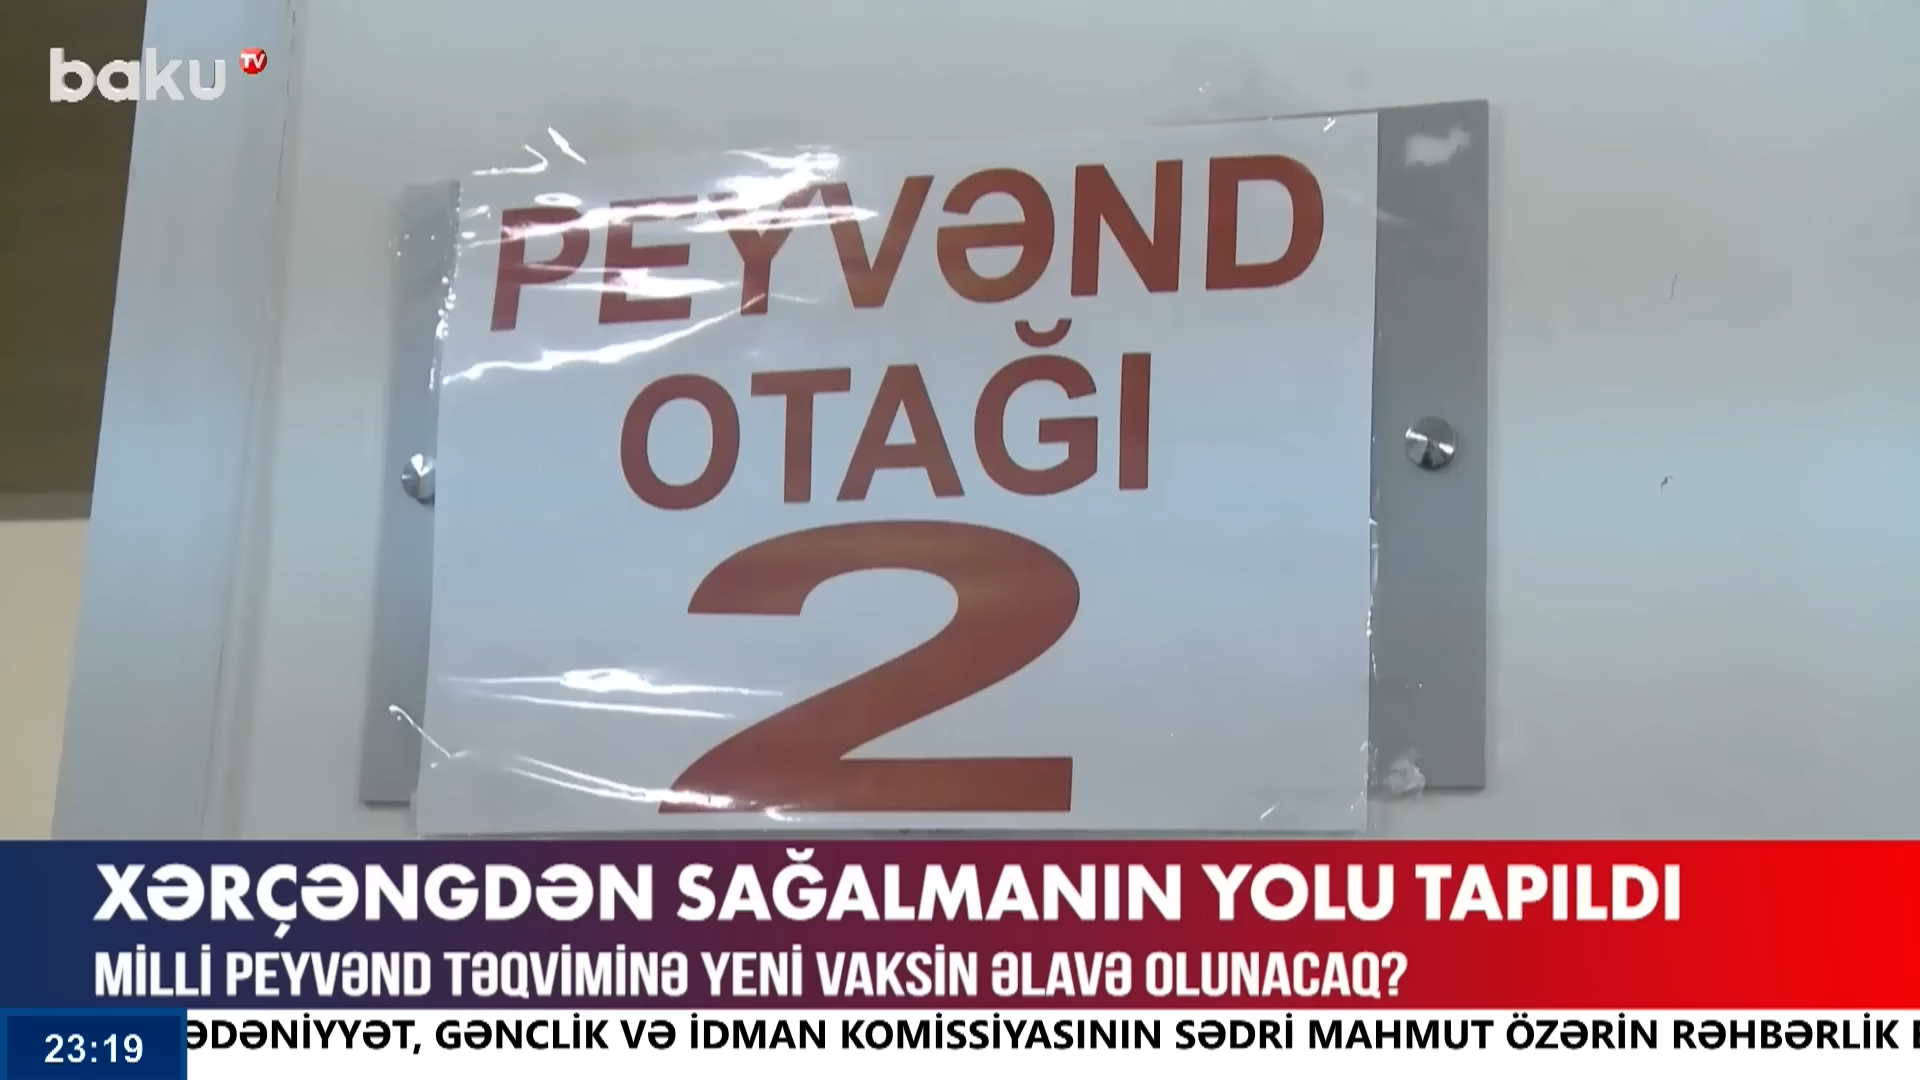 baku TV
PEYVƏND
OTAĞI
2
XƏRÇƏNGDƏN SAĞALMANIN YOLU TAPILDI
MİLLİ PEYVƏND TƏQVİMİNƏ YENİ VAKSİN ƏLAVƏ OLUNACAQ?
23:19
ƏDƏNİYYƏT, GƏNCLİK VƏ İDMAN KOMİSSİYASININ SƏDRİ MAHMUT ÖZƏRİN RƏHBƏRLİK